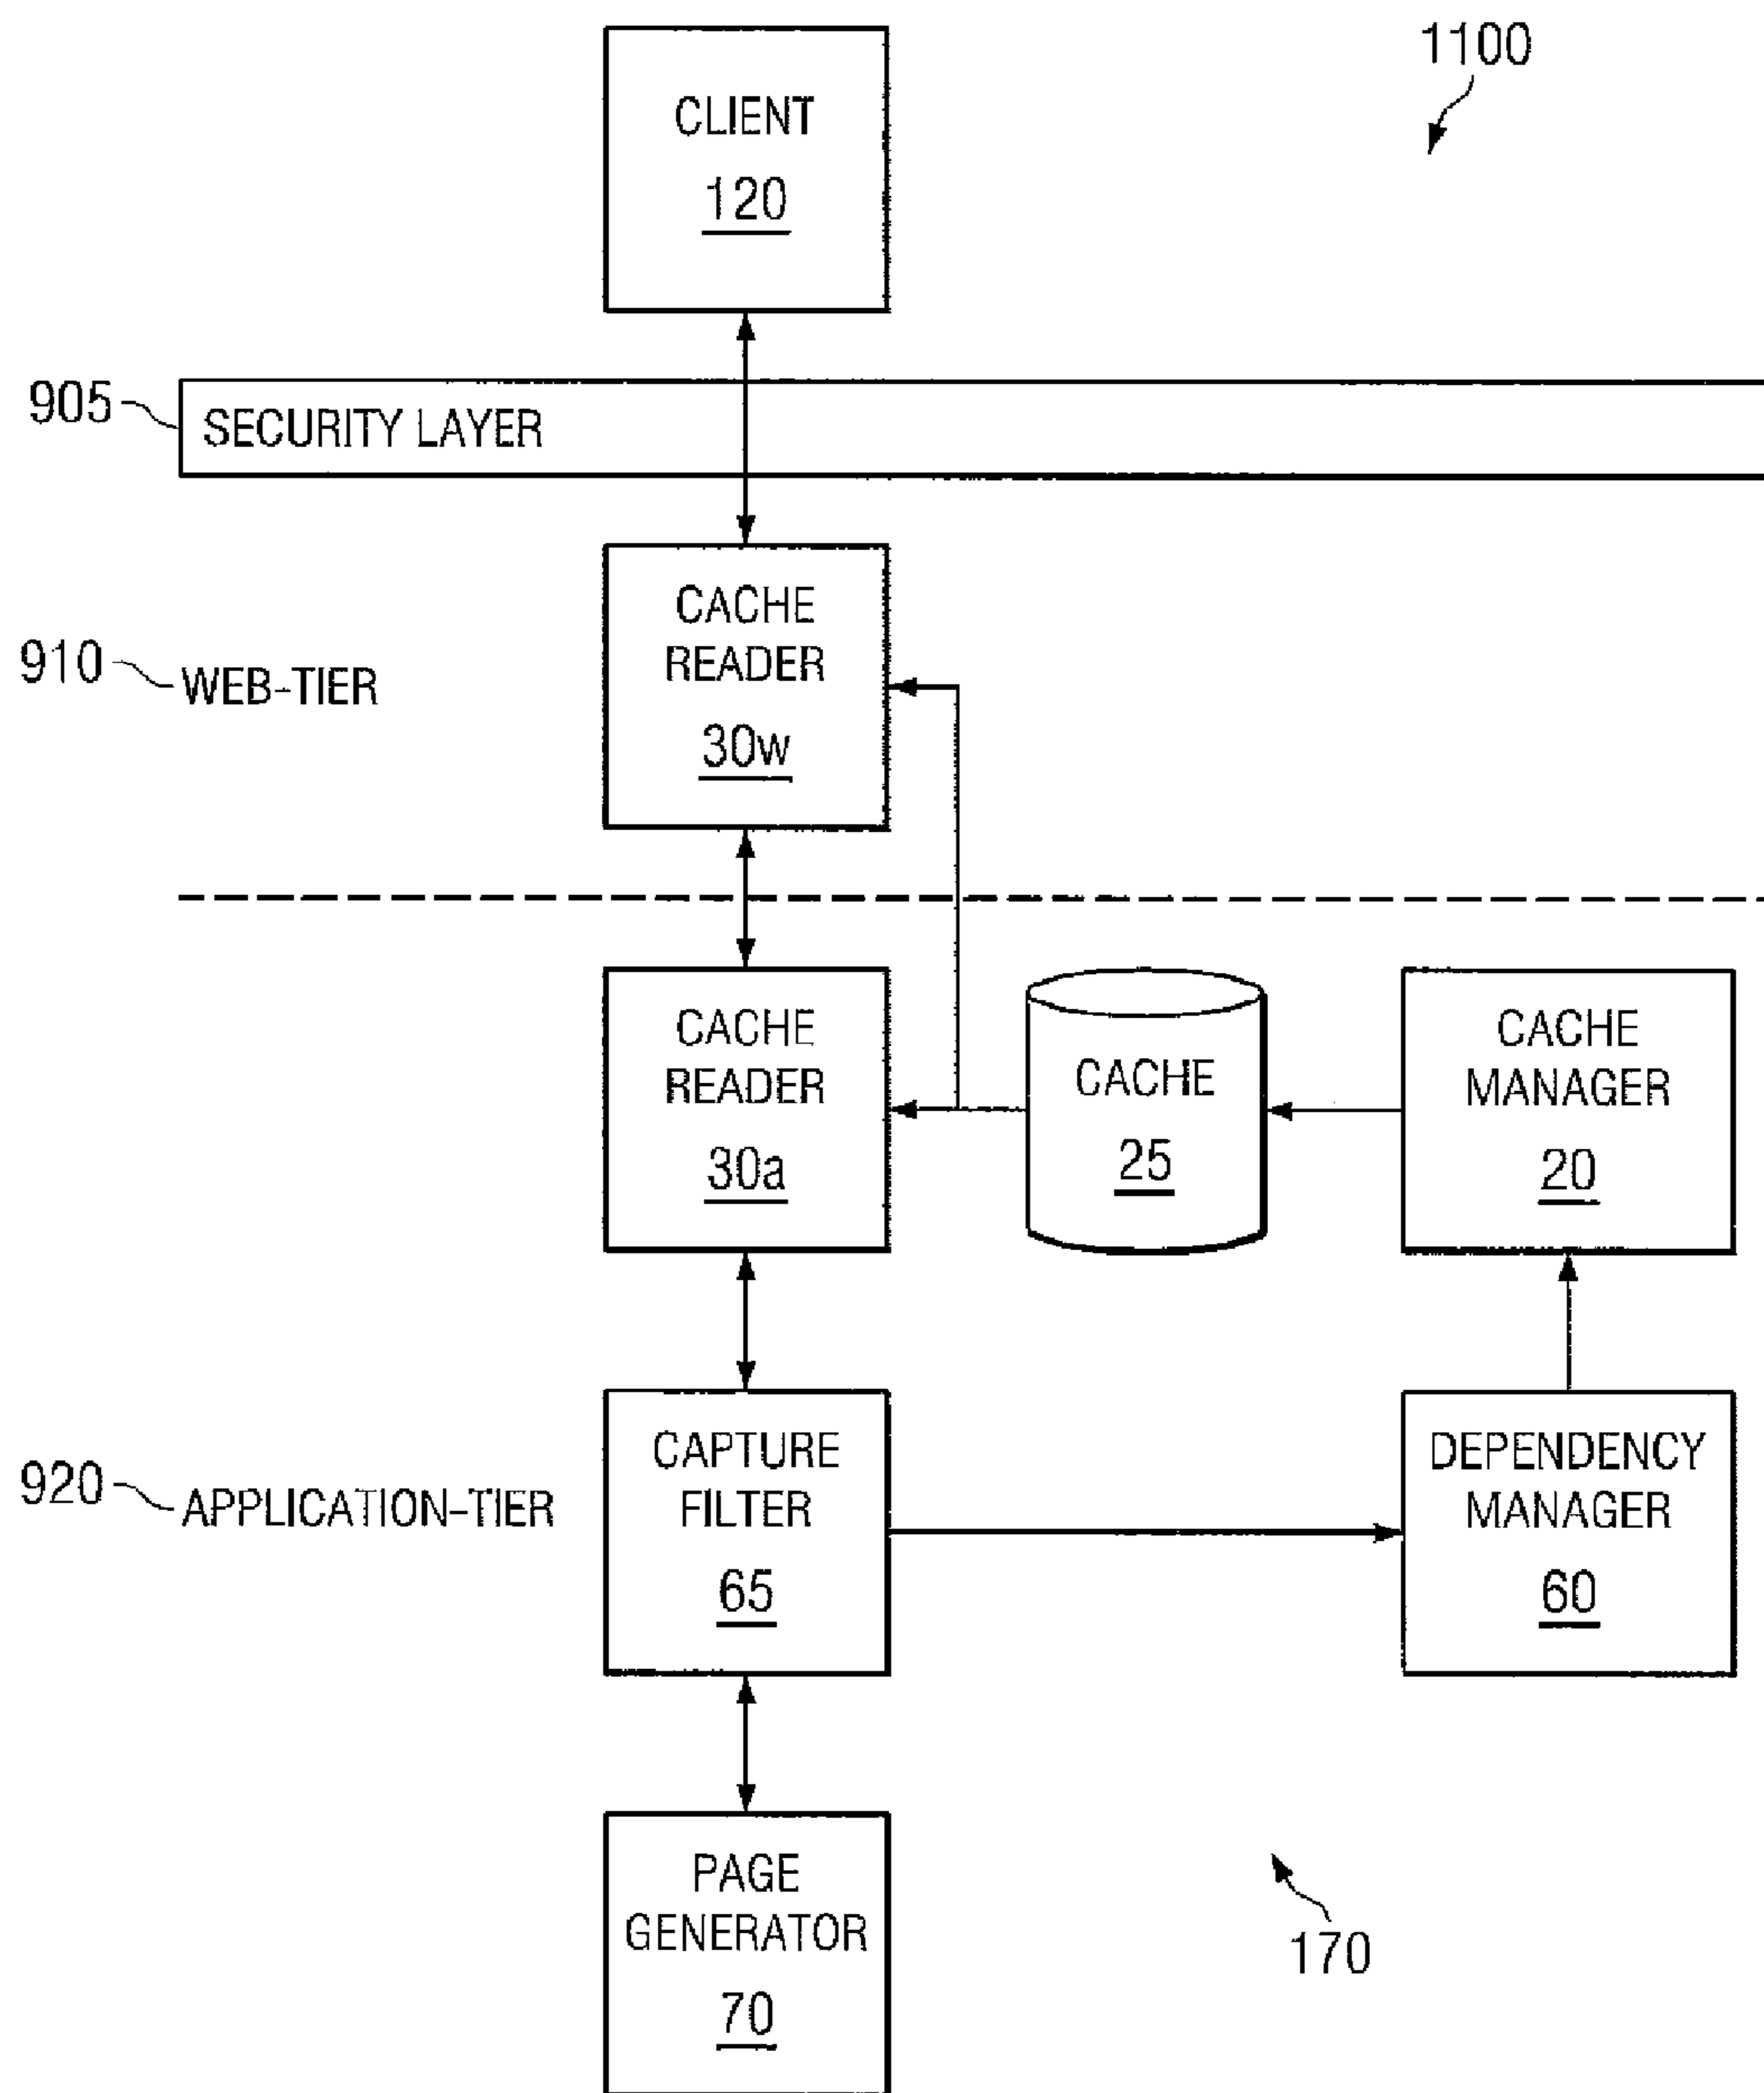 1100
CLIENT
120
905
SECURITY LAYER
CACHE
READER
30w
910
WEB-TIER
CACHE
READER
30a
CACHE
25
CACHE
MANAGER
20
920
APPLICATION-TIER
CAPTURE
FILTER
65
DEPENDENCY
MANAGER
60
PAGE
GENERATOR
70
170